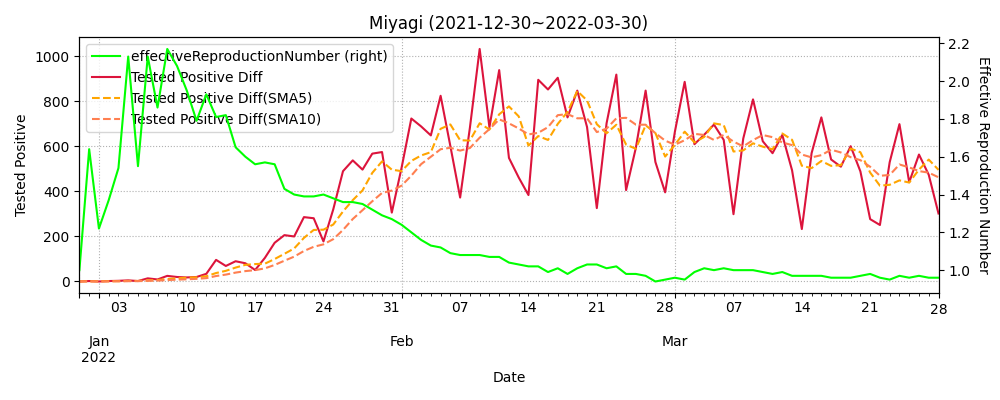 Miyagi (2021-12-30~2022-03-30)
effectiveReproductionNumber (right)
Tested Positive Diff
Tested Positive Diff(SMA5)
Tested Positive Diff(SMA10)
Tested Positive
1000
800
600
400
200
0
Effective Reproduction Number
2.2
2.0
1.8
1.6
1.4
1.2
1.0
03 10 17 24 31 07 14 21 28 07 14 21 28
Jan Feb Mar
2022
Date